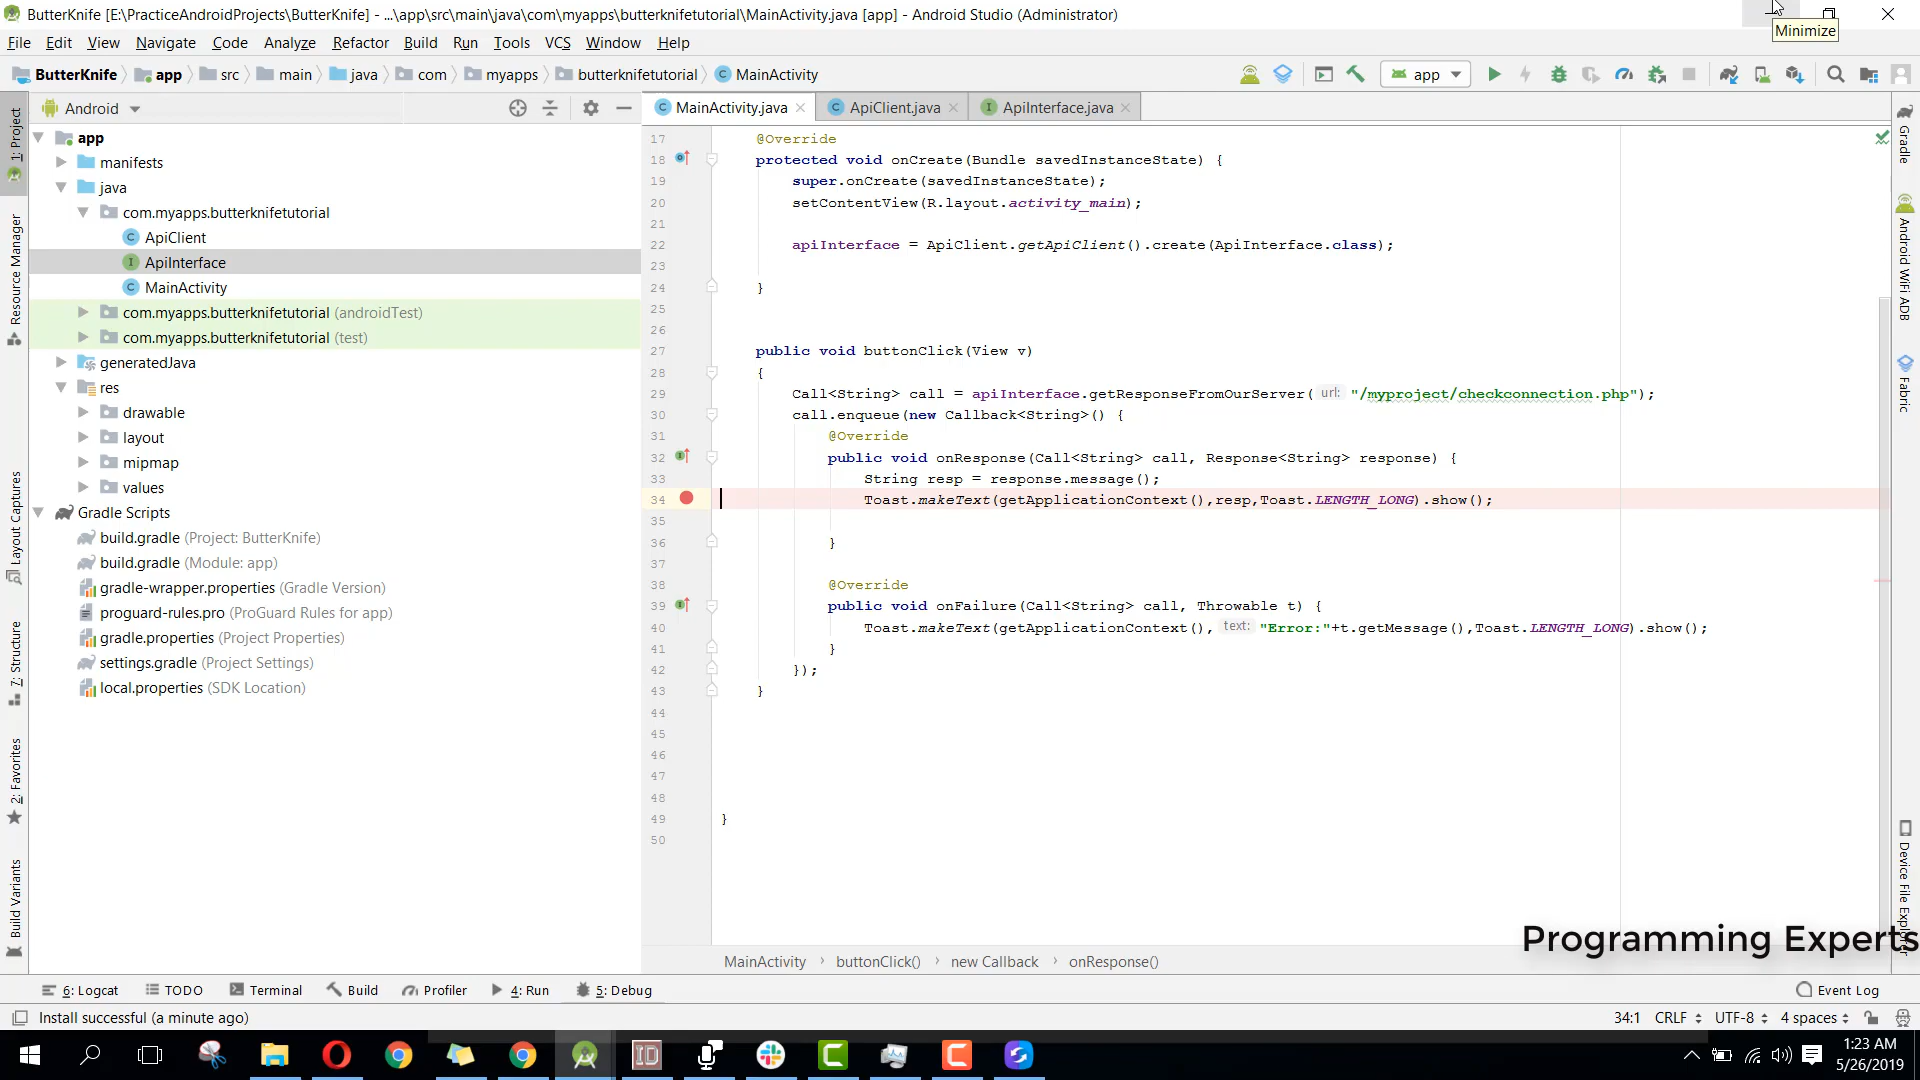 ButterKnife [E:\PracticeAndroidProjects\ButterKnife] - ...\app\src\main\java\com\myapps\butterknifetutorial\MainActivity.java [app] - Android Studio (Administrator)
Minimize
File Edit View Navigate Code Analyze Refactor Build Run Tools VCS Window Help
ButterKnife app src main java com myapps butterknifetutorial MainActivity
app
Android
MainActivity.java ApiClient.java ApiInterface.java
app
manifests
java
com.myapps.butterknifetutorial
ApiClient
ApiInterface
MainActivity
com.myapps.butterknifetutorial (androidTest)
com.myapps.butterknifetutorial (test)
generatedJava
res
drawable
layout
mipmap
values
Gradle Scripts
build.gradle (Project: ButterKnife)
build.gradle (Module: app)
gradle-wrapper.properties (Gradle Version)
proguard-rules.pro (ProGuard Rules for app)
gradle.properties (Project Properties)
settings.gradle (Project Settings)
local.properties (SDK Location)
1: Project
Resource Manager
Layout Captures
7: Structure
2: Favorites
Build Variants
17 @Override
18 protected void onCreate(Bundle savedInstanceState) {
19 super.onCreate(savedInstanceState);
20 setContentView(R.layout.activity_main);
21
22 apiInterface = ApiClient.getApiClient().create(ApiInterface.class);
23
24 }
25
26
27 public void buttonClick(View v)
28 {
29 Call<String> call = apiInterface.getResponseFromOurServer( url: "/myproject/checkconnection.php");
30 call.enqueue(new Callback<String>() {
31 @Override
32 public void onResponse(Call<String> call, Response<String> response) {
33 String resp = response.message();
34 Toast.makeText(getApplicationContext(),resp,Toast.LENGTH_LONG).show();
35
36 }
37
38 @Override
39 public void onFailure(Call<String> call, Throwable t) {
40 Toast.makeText(getApplicationContext(), text: "Error:"+t.getMessage(),Toast.LENGTH_LONG).show();
41 }
42 });
43 }
44
45
46
47
48
49 }
50
Gradle
Android WiFi ADB
Fabric
Device File Explorer
Programming Experts
MainActivity buttonClick() new Callback onResponse()
6: Logcat TODO Terminal Build Profiler 4: Run 5: Debug Event Log
Install successful (a minute ago) 34:1 CRLF UTF-8 4 spaces
1:23 AM
5/26/2019